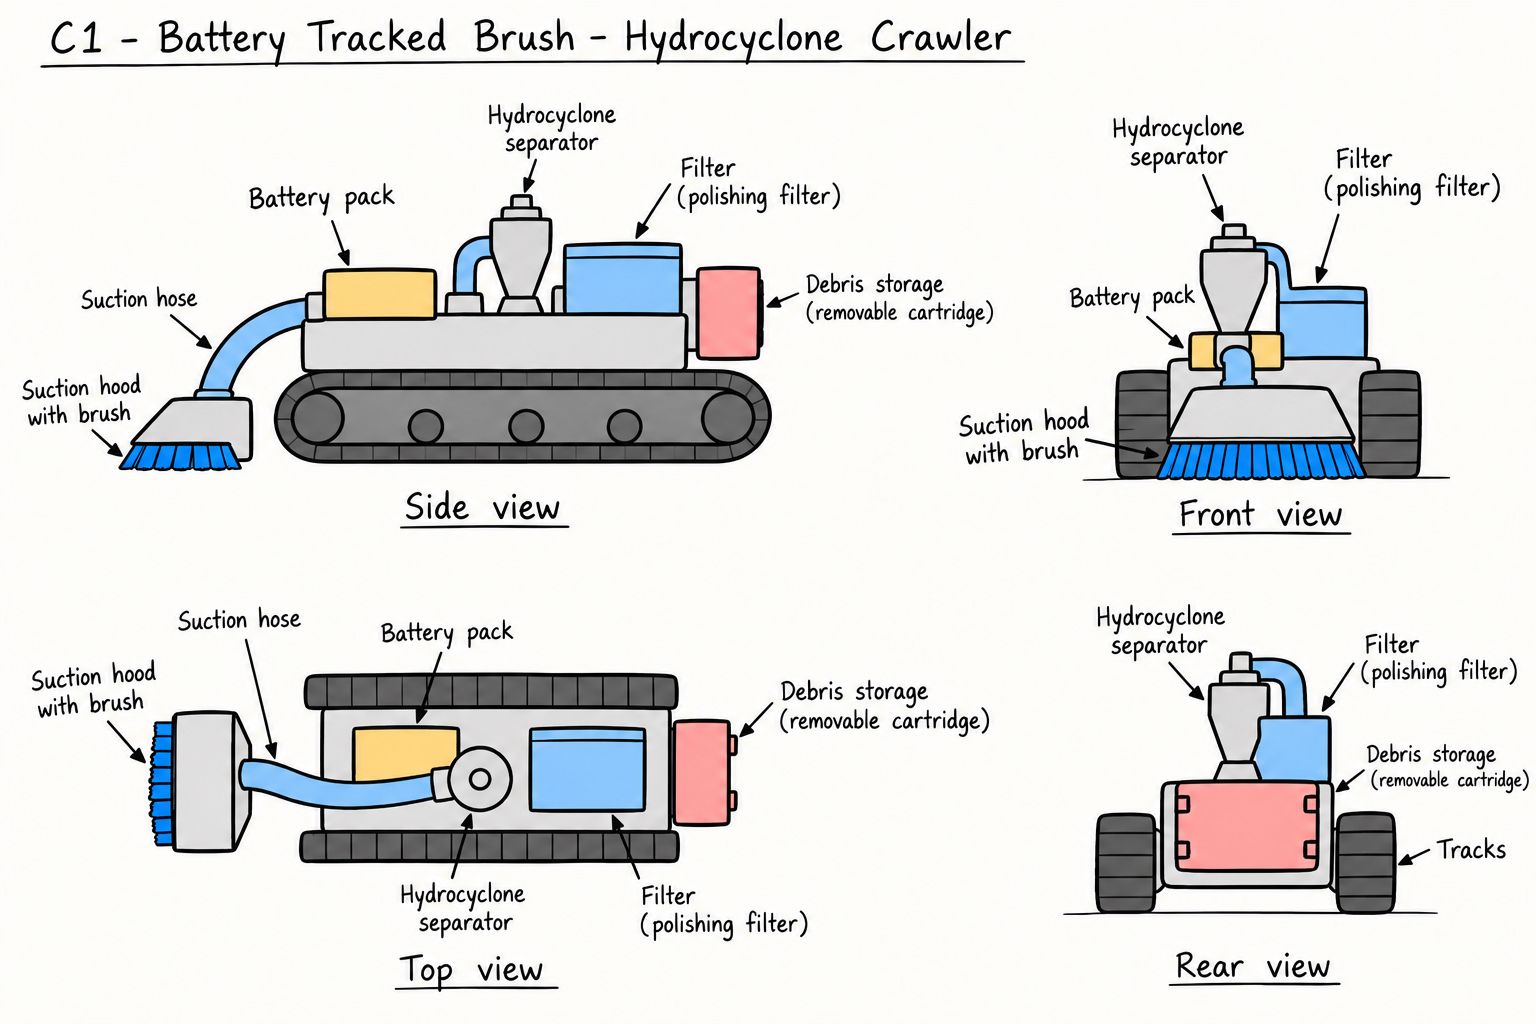 C1 - Battery Tracked Brush - Hydrocyclone Crawler
Hydrocyclone
separator
Filter
(polishing filter)
Battery pack
Suction hose
Debris storage
(removable cartridge)
Suction hood
with brush
Side view
Hydrocyclone
separator
Filter
(polishing filter)
Battery pack
Suction hood
with brush
Front view
Suction hose
Battery pack
Suction hood
with brush
Debris storage
(removable cartridge)
Hydrocyclone
separator
Filter
(polishing filter)
Top view
Hydrocyclone
separator
Filter
(polishing filter)
Debris storage
(removable cartridge)
Tracks
Rear view